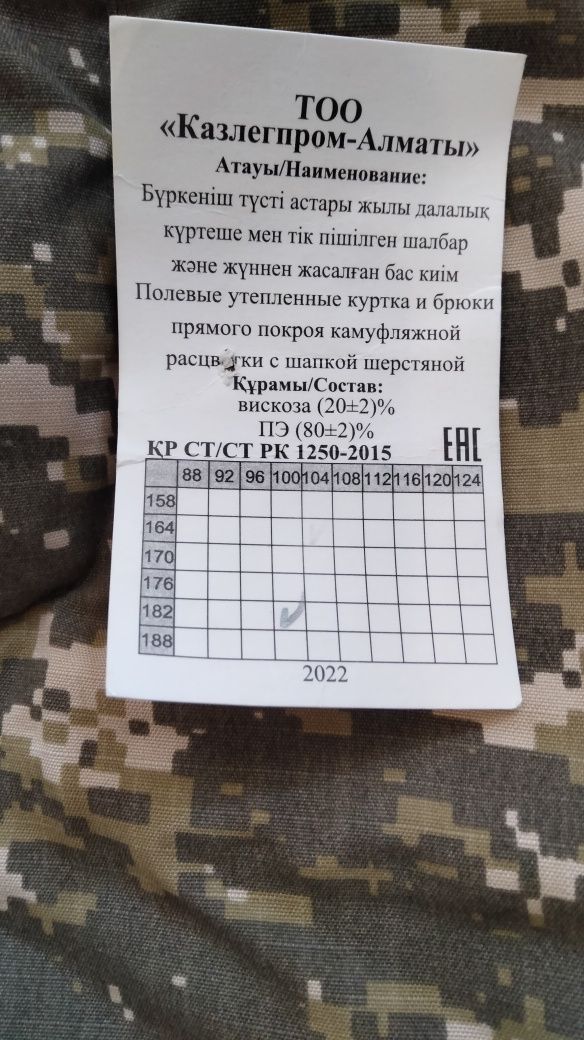 ТОО
«Казлегпром-Алматы»
Атауы/Наименование:
Бүркеніш түсті астары жылы далалық
күртеше мен тік пішілген шалбар
және жүннен жасалған бас киім
Полевые утепленные куртка и брюки
прямого покроя камуфляжной
расцветки с шапкой шерстяной
Құрамы/Состав:
вискоза (20±2)%
ПЭ (80±2)%
ҚР СТ/СТ РК 1250-2015 ЕАС
88 92 96 100 104 108 112 116 120 124
158
164
170
176
182
188
2022